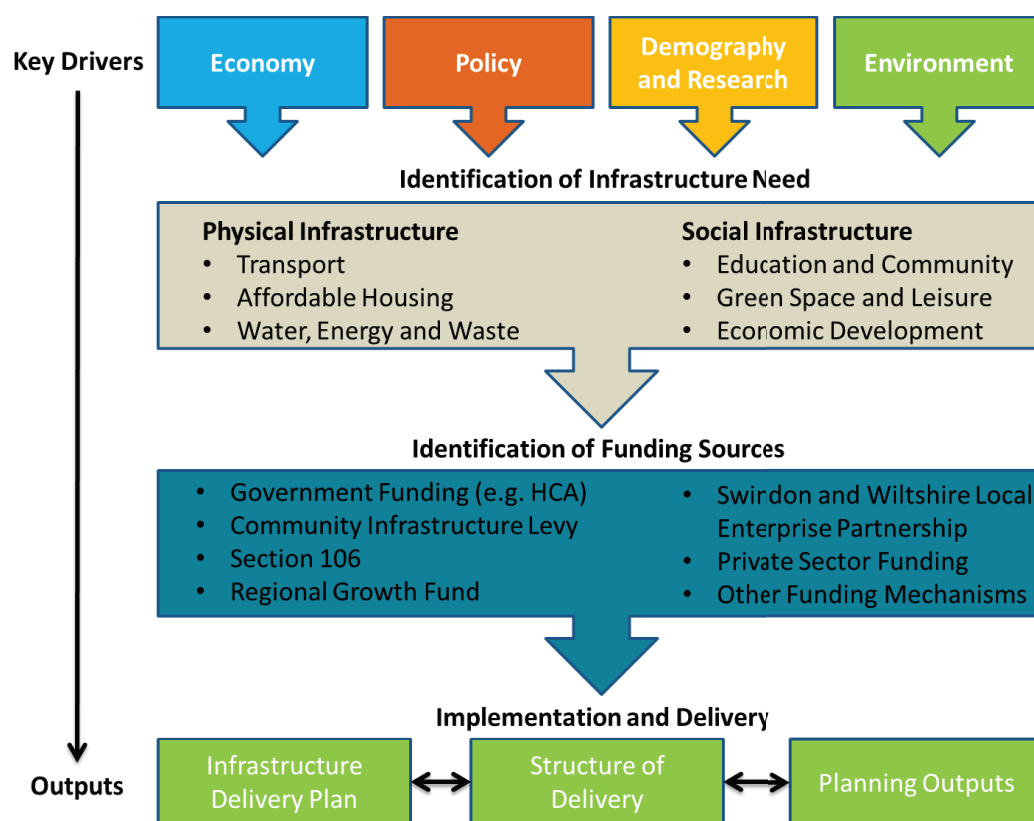 Key Drivers
Economy
Policy
Demography
and Research
Environment
Identification of Infrastructure Need
Physical Infrastructure
• Transport
• Affordable Housing
• Water, Energy and Waste
Social Infrastructure
• Education and Community
• Green Space and Leisure
• Economic Development
Identification of Funding Sources
• Government Funding (e.g. HCA)
• Community Infrastructure Levy
• Section 106
• Regional Growth Fund
• Swindon and Wiltshire Local
Enterprise Partnership
• Private Sector Funding
• Other Funding Mechanisms
Implementation and Delivery
Outputs
Infrastructure
Delivery Plan
Structure of
Delivery
Planning Outputs